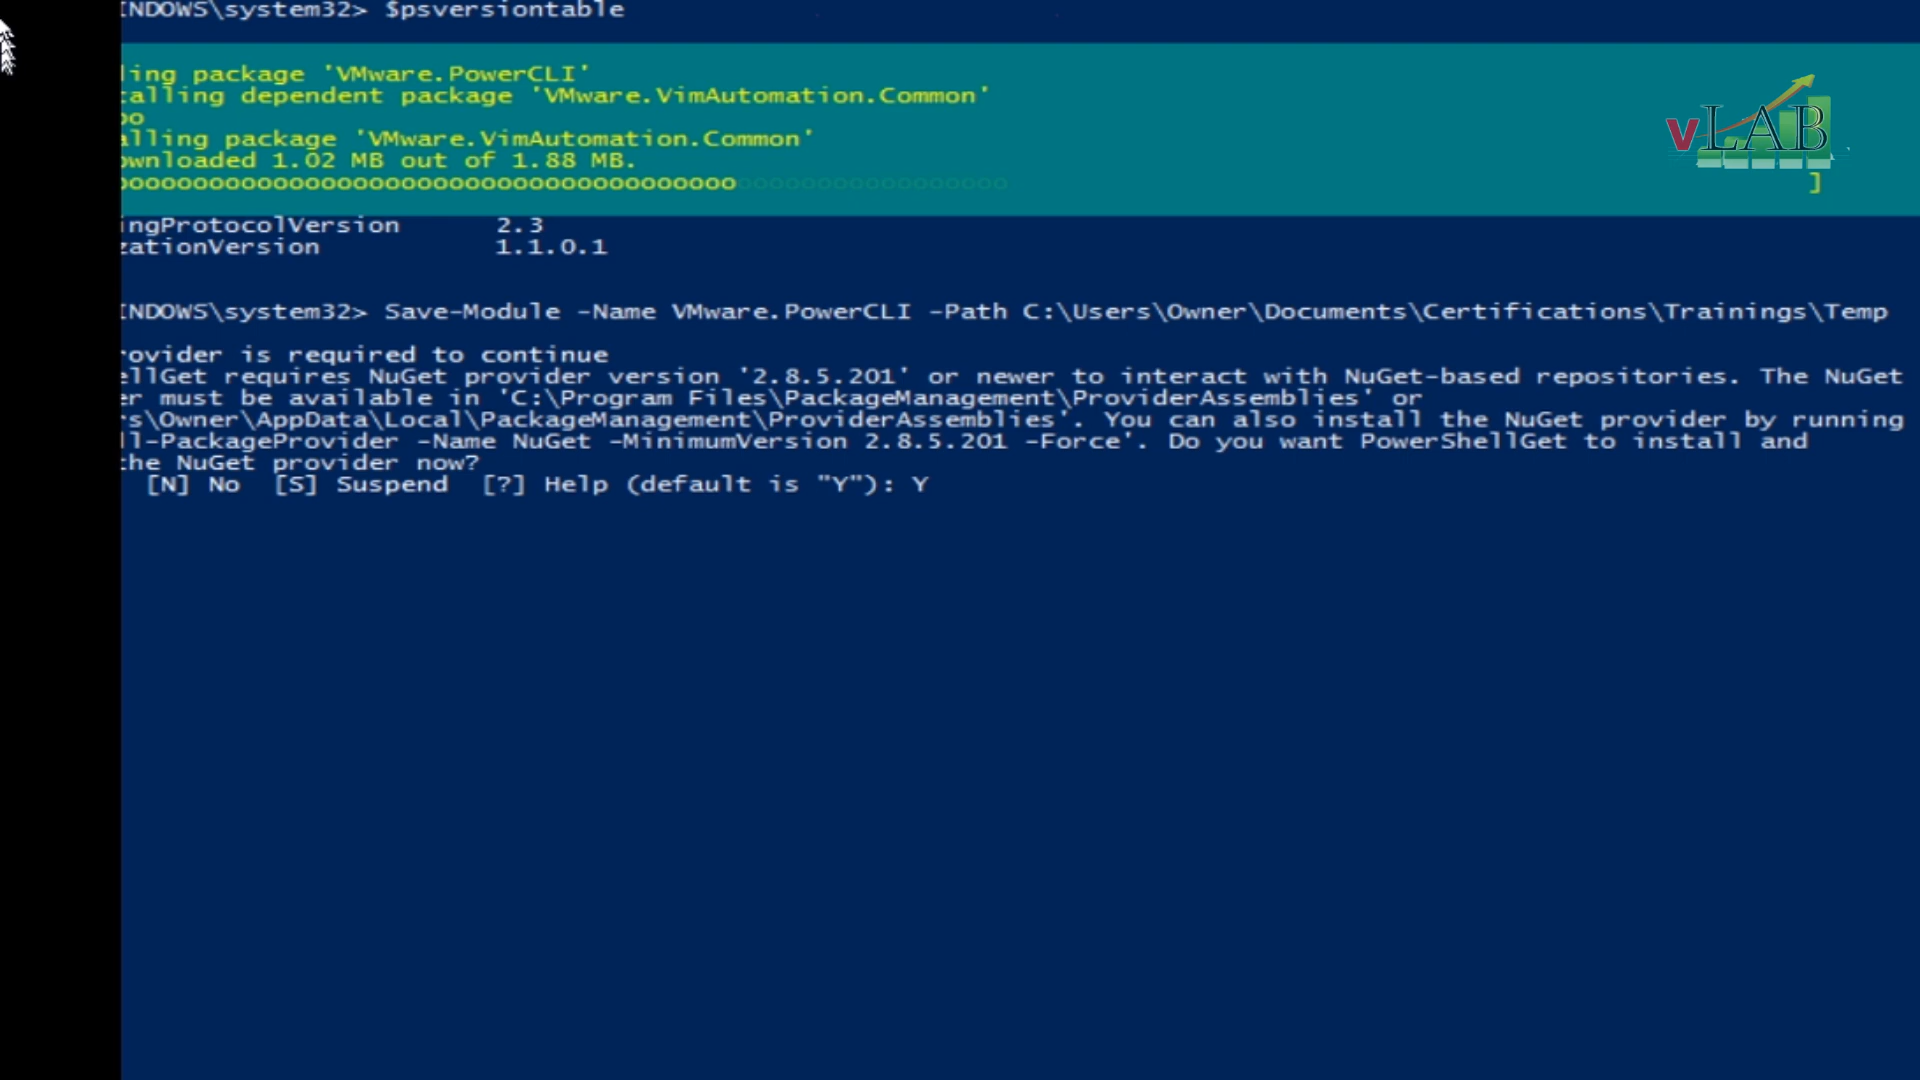 INDOWS\system32> $psversiontable
ling package 'VMware.PowerCLI'
alling dependent package 'VMware.VimAutomation.Common'
oo
alling package 'VMware.VimAutomation.Common'
ownloaded 1.02 MB out of 1.88 MB.
ooooooooooooooooooooooooooooooooooooooooooooooooooooooo ]
vLAB
ingProtocolVersion 2.3
zationVersion 1.1.0.1
INDOWS\system32> Save-Module -Name VMware.PowerCLI -Path C:\Users\Owner\Documents\Certifications\Trainings\Temp
rovider is required to continue
ellGet requires NuGet provider version '2.8.5.201' or newer to interact with NuGet-based repositories. The NuGet
er must be available in 'C:\Program Files\PackageManagement\ProviderAssemblies' or
rs\Owner\AppData\Local\PackageManagement\ProviderAssemblies'. You can also install the NuGet provider by running
ll-PackageProvider -Name NuGet -MinimumVersion 2.8.5.201 -Force'. Do you want PowerShellGet to install and
the NuGet provider now?
[N] No [S] Suspend [?] Help (default is "Y"): Y